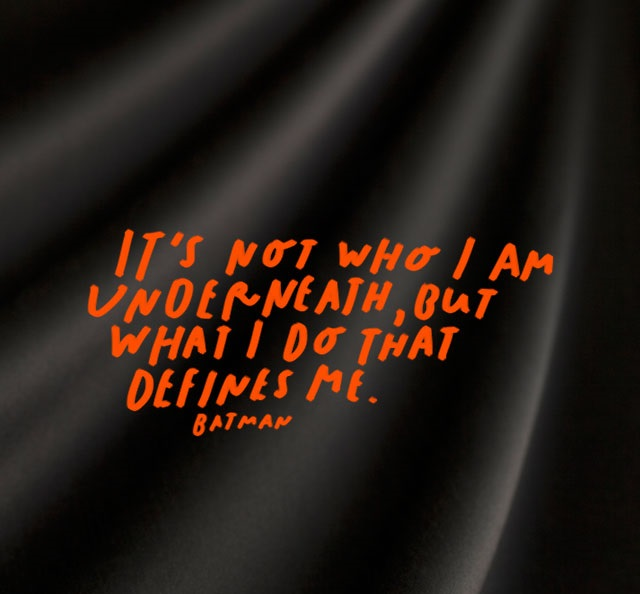 IT'S NOT WHO I AM
UNDERNEATH, BUT
WHAT I DO THAT
DEFINES ME.
BATMAN